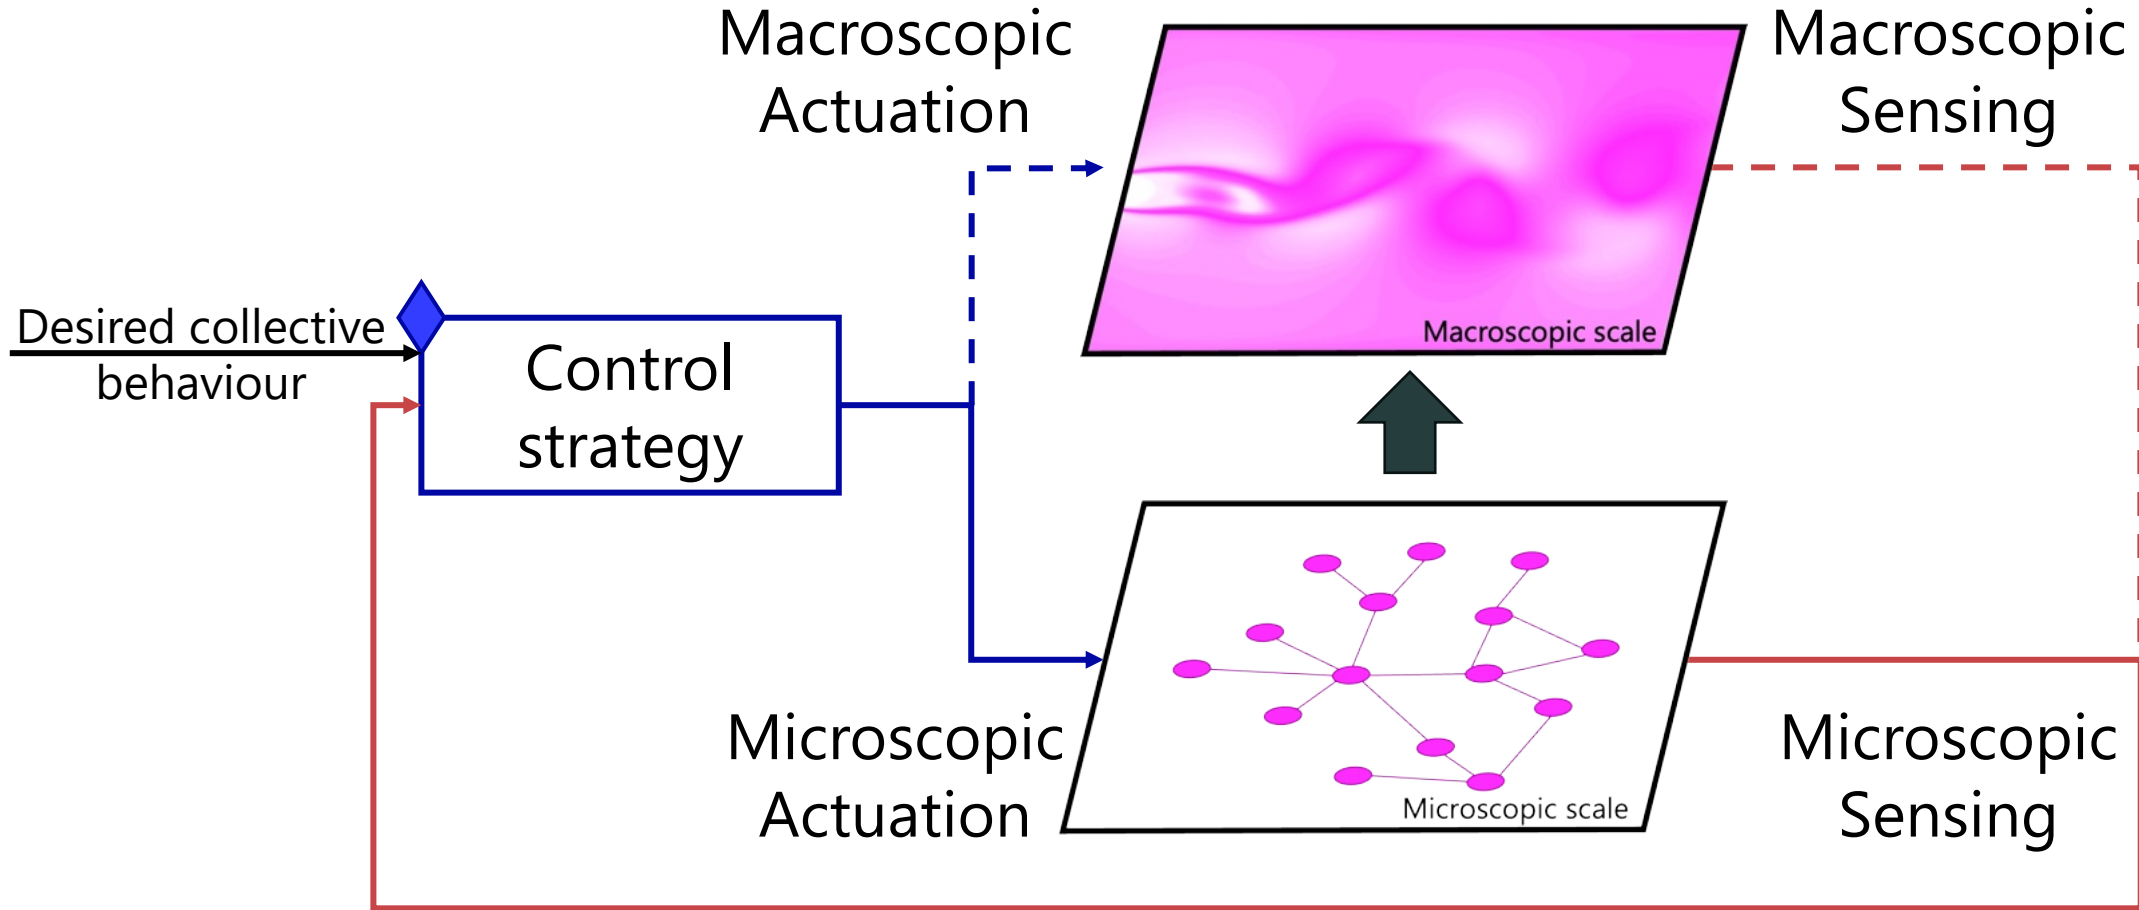 Macroscopic
Actuation
Macroscopic
Sensing
Macroscopic scale
Desired collective
behaviour
Control
strategy
Microscopic
Actuation
Microscopic scale
Microscopic
Sensing